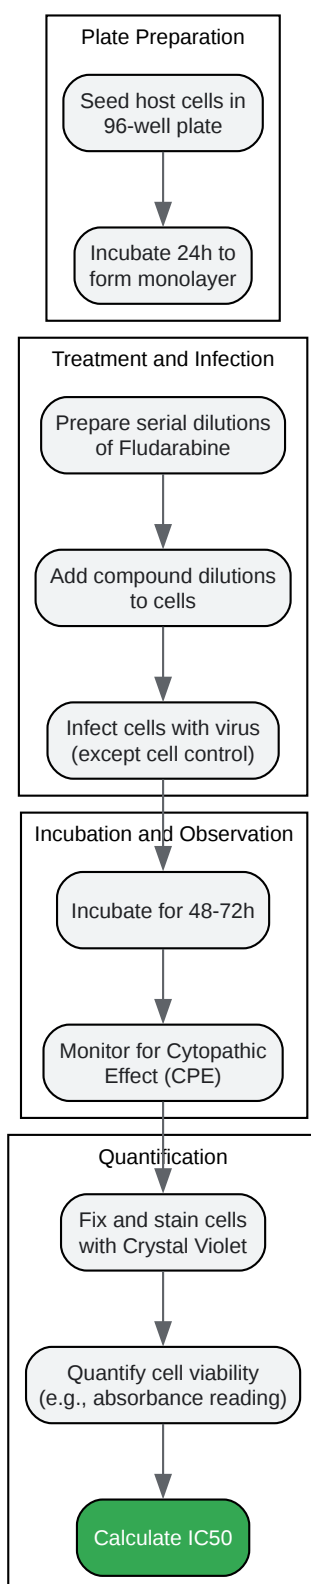 Plate Preparation
Seed host cells in
96-well plate
Incubate 24h to
form monolayer
Treatment and Infection
Prepare serial dilutions
of Fludarabine
Add compound dilutions
to cells
Infect cells with virus
(except cell control)
Incubation and Observation
Incubate for 48-72h
Monitor for Cytopathic
Effect (CPE)
Quantification
Fix and stain cells
with Crystal Violet
Quantify cell viability
(e.g., absorbance reading)
Calculate IC50